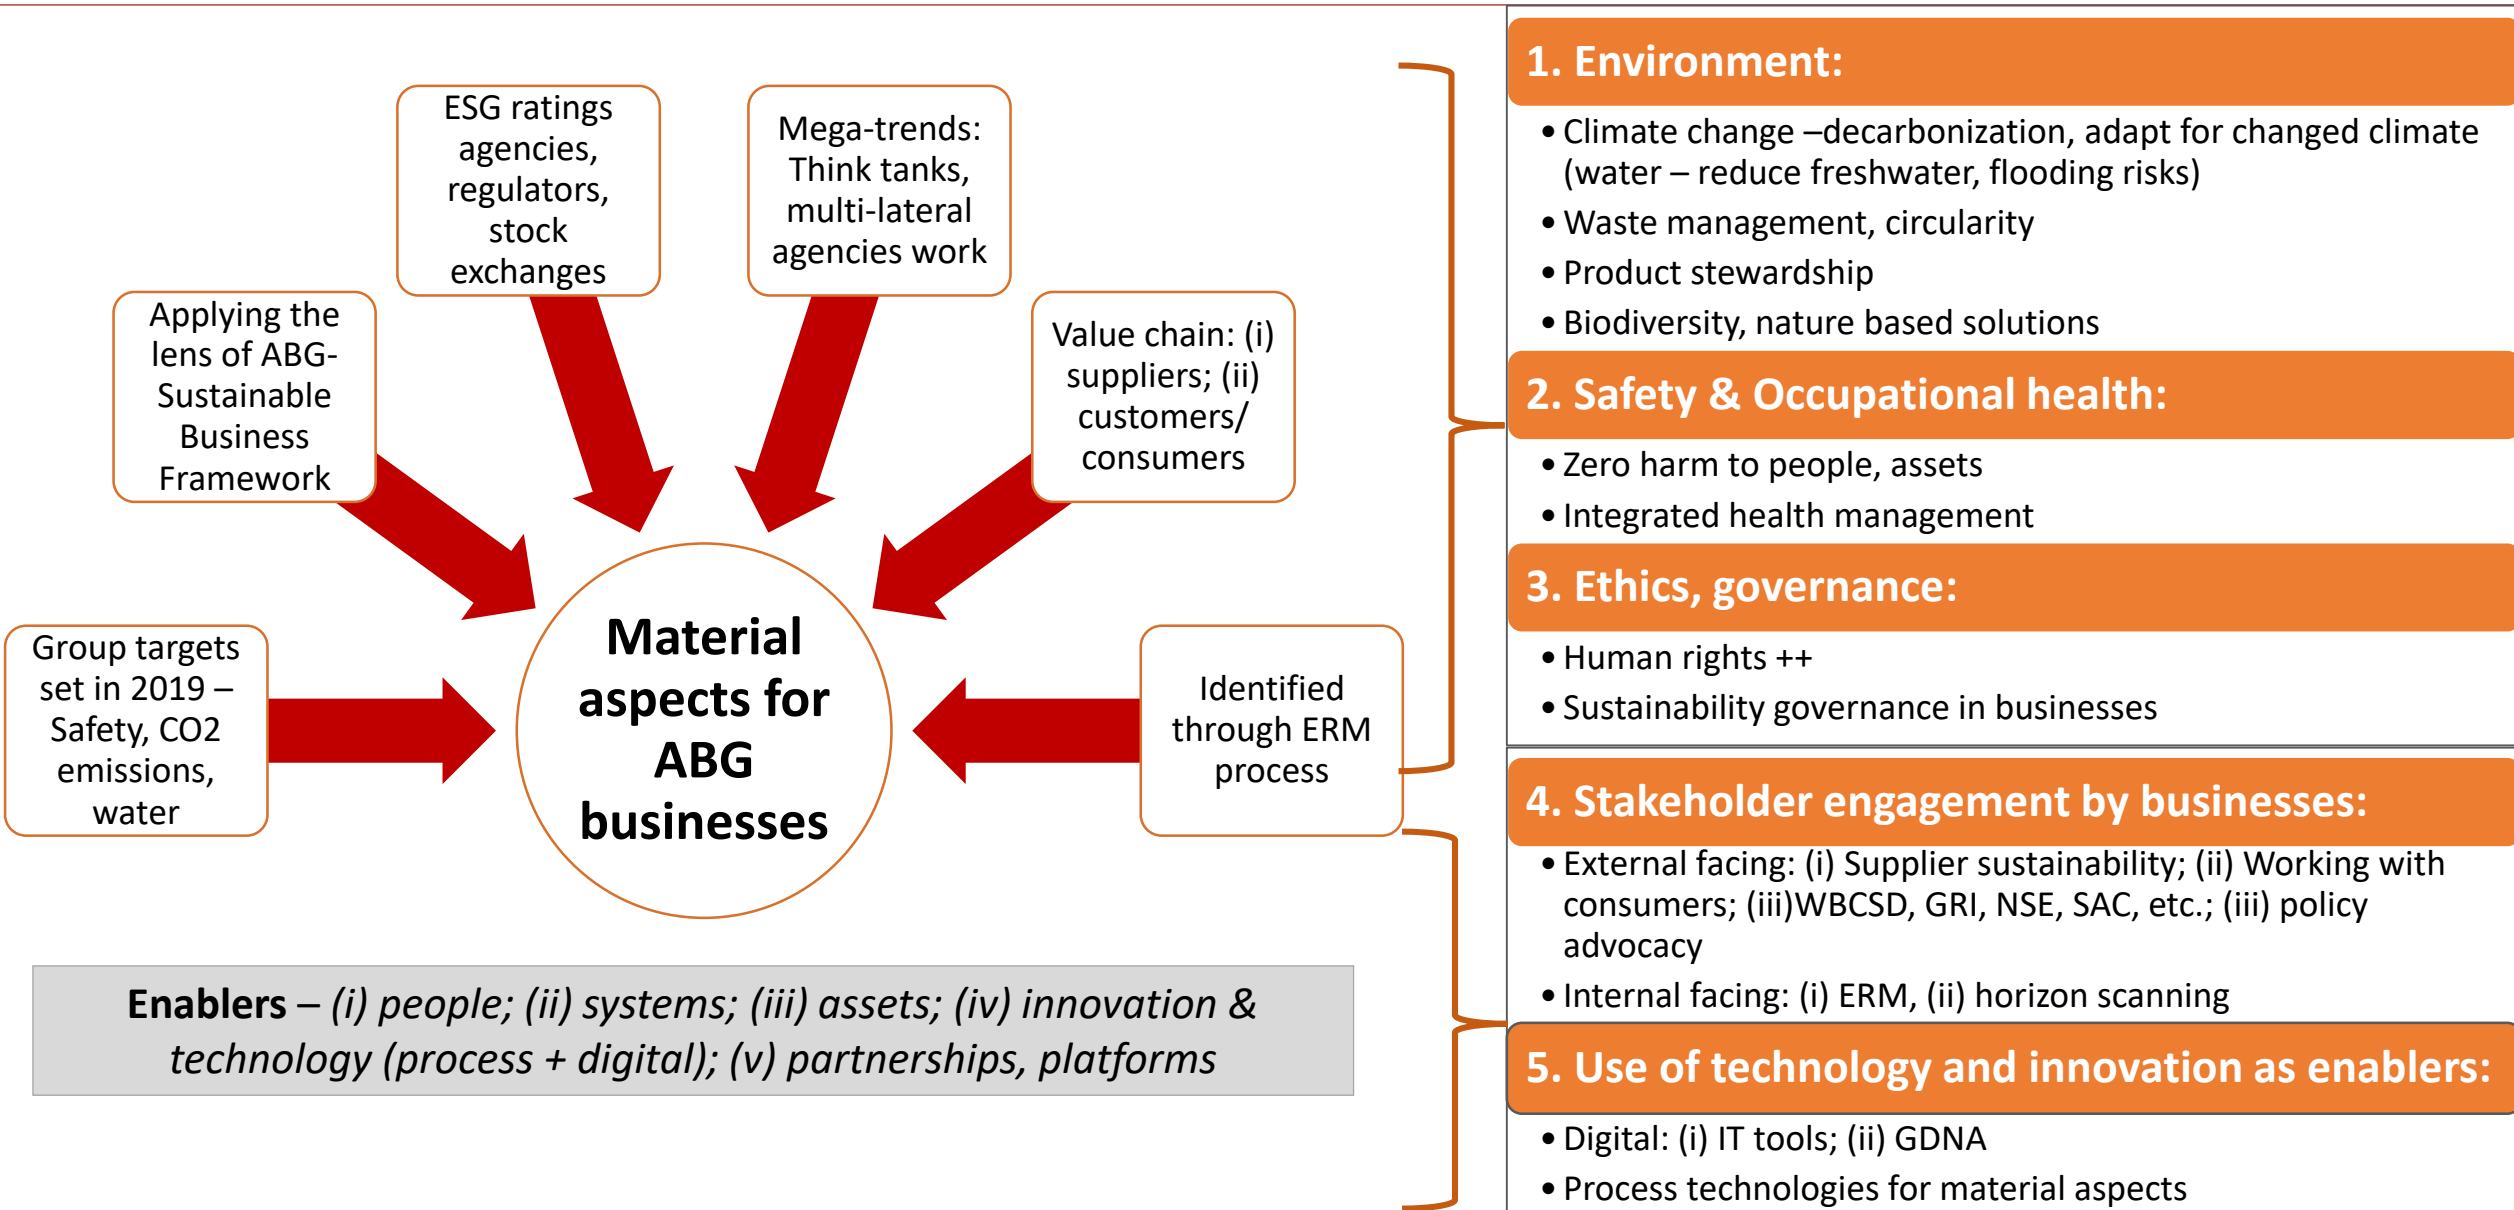 ESG ratings
agencies,
regulators,
stock
exchanges
Mega-trends:
Think tanks,
multi-lateral
agencies work
Applying the
lens of ABG-
Sustainable
Business
Framework
Value chain: (i)
suppliers; (ii)
customers/
consumers
Group targets
set in 2019 –
Safety, CO2
emissions,
water
Material
aspects for
ABG
businesses
Identified
through ERM
process
Enablers – (i) people; (ii) systems; (iii) assets; (iv) innovation &
technology (process + digital); (v) partnerships, platforms
1. Environment:
• Climate change –decarbonization, adapt for changed climate
(water – reduce freshwater, flooding risks)
• Waste management, circularity
• Product stewardship
• Biodiversity, nature based solutions
2. Safety & Occupational health:
• Zero harm to people, assets
• Integrated health management
3. Ethics, governance:
• Human rights ++
• Sustainability governance in businesses
4. Stakeholder engagement by businesses:
• External facing: (i) Supplier sustainability; (ii) Working with
consumers; (iii)WBCSD, GRI, NSE, SAC, etc.; (iii) policy
advocacy
• Internal facing: (i) ERM, (ii) horizon scanning
5. Use of technology and innovation as enablers:
• Digital: (i) IT tools; (ii) GDNA
• Process technologies for material aspects